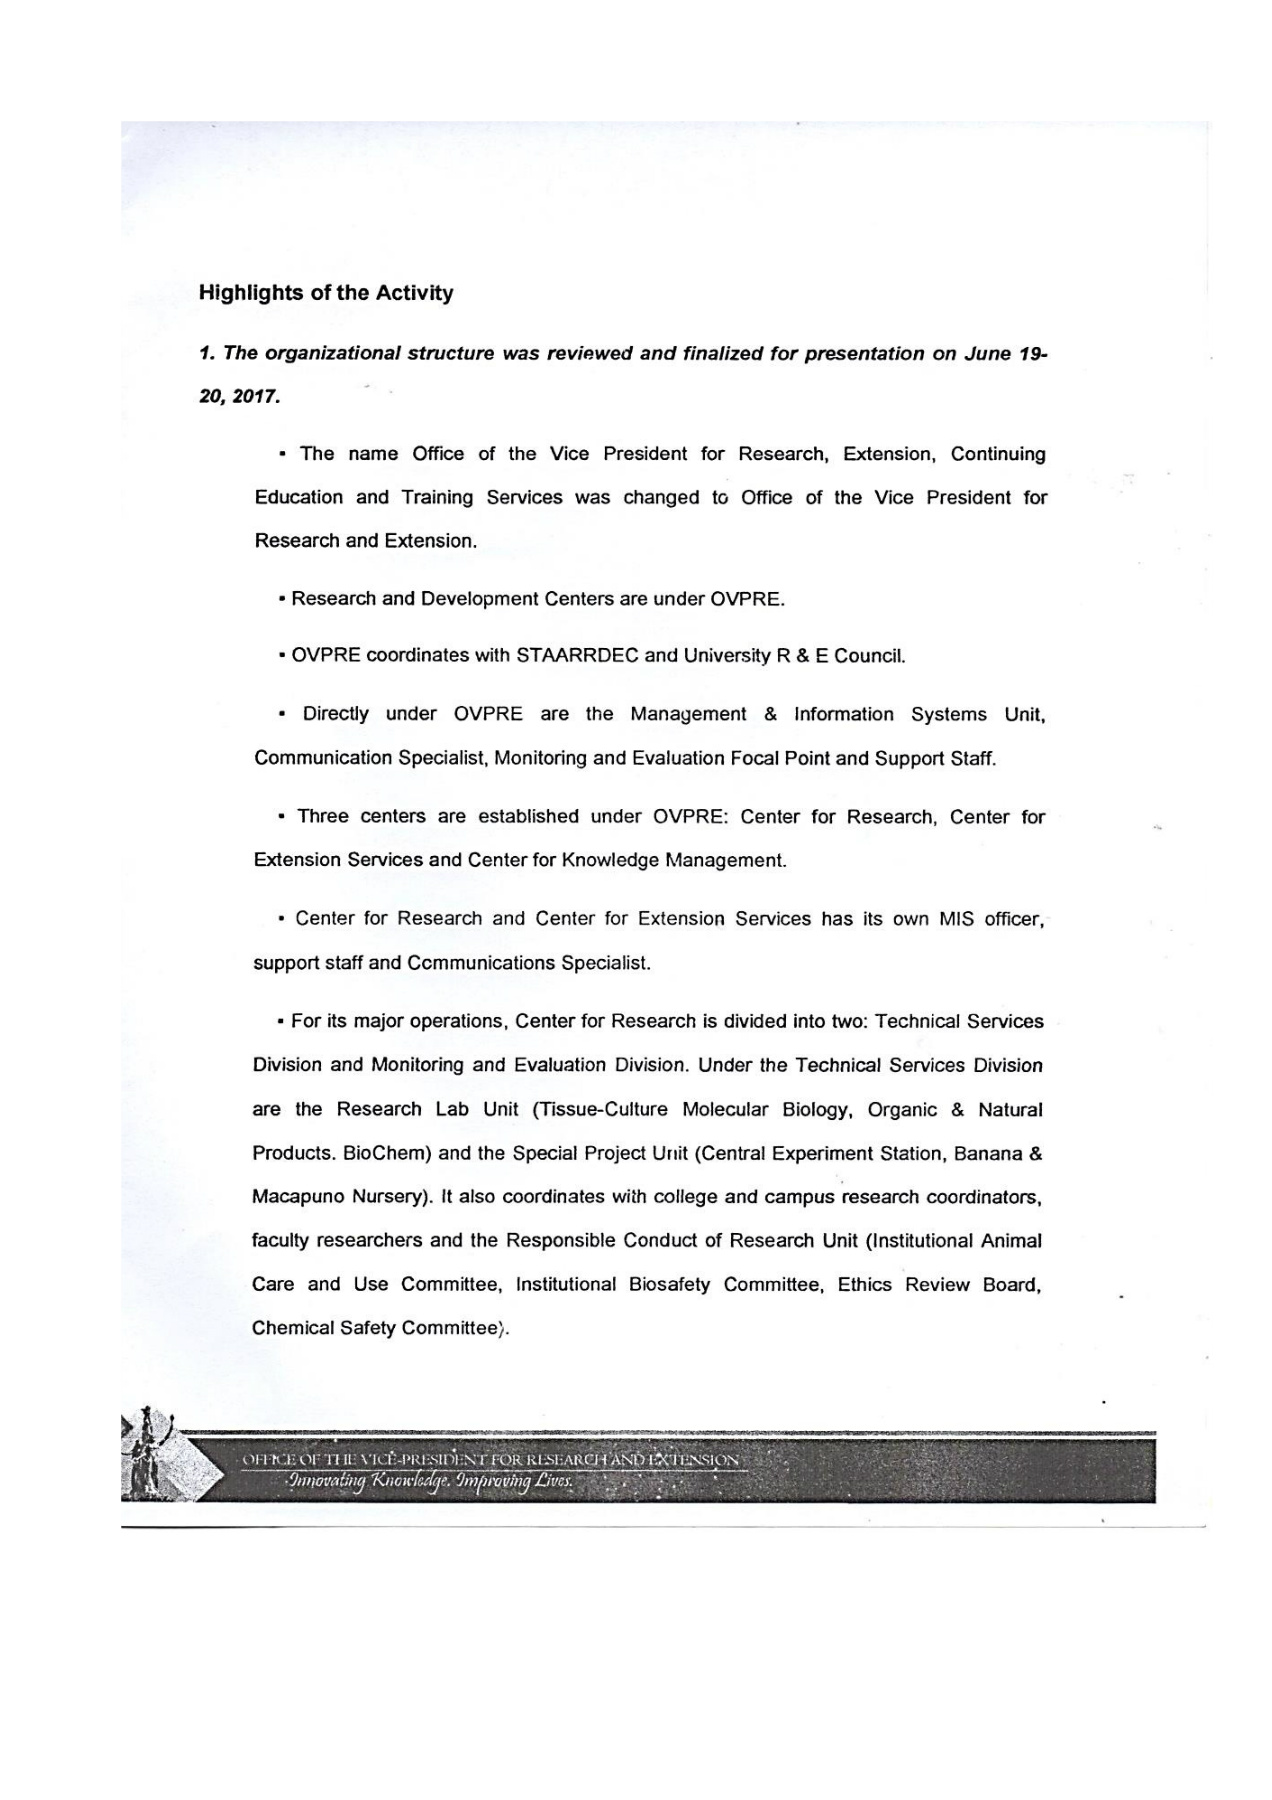 Highlights of the Activity
1. The organizational structure was reviewed and finalized for presentation on June 19-
20, 2017.
▪ The name Office of the Vice President for Research, Extension, Continuing
Education and Training Services was changed to Office of the Vice President for
Research and Extension.
▪ Research and Development Centers are under OVPRE.
▪ OVPRE coordinates with STAARRDEC and University R & E Council.
▪ Directly under OVPRE are the Management & Information Systems Unit,
Communication Specialist, Monitoring and Evaluation Focal Point and Support Staff.
▪ Three centers are established under OVPRE: Center for Research, Center for
Extension Services and Center for Knowledge Management.
▪ Center for Research and Center for Extension Services has its own MIS officer,
support staff and Communications Specialist.
▪ For its major operations, Center for Research is divided into two: Technical Services
Division and Monitoring and Evaluation Division. Under the Technical Services Division
are the Research Lab Unit (Tissue-Culture Molecular Biology, Organic & Natural
Products. BioChem) and the Special Project Unit (Central Experiment Station, Banana &
Macapuno Nursery). It also coordinates with college and campus research coordinators,
faculty researchers and the Responsible Conduct of Research Unit (Institutional Animal
Care and Use Committee, Institutional Biosafety Committee, Ethics Review Board,
Chemical Safety Committee).
OFFICE OF THE VICE-PRESIDENT FOR RESEARCH AND EXTENSION
Innovating Knowledge. Improving Lives.